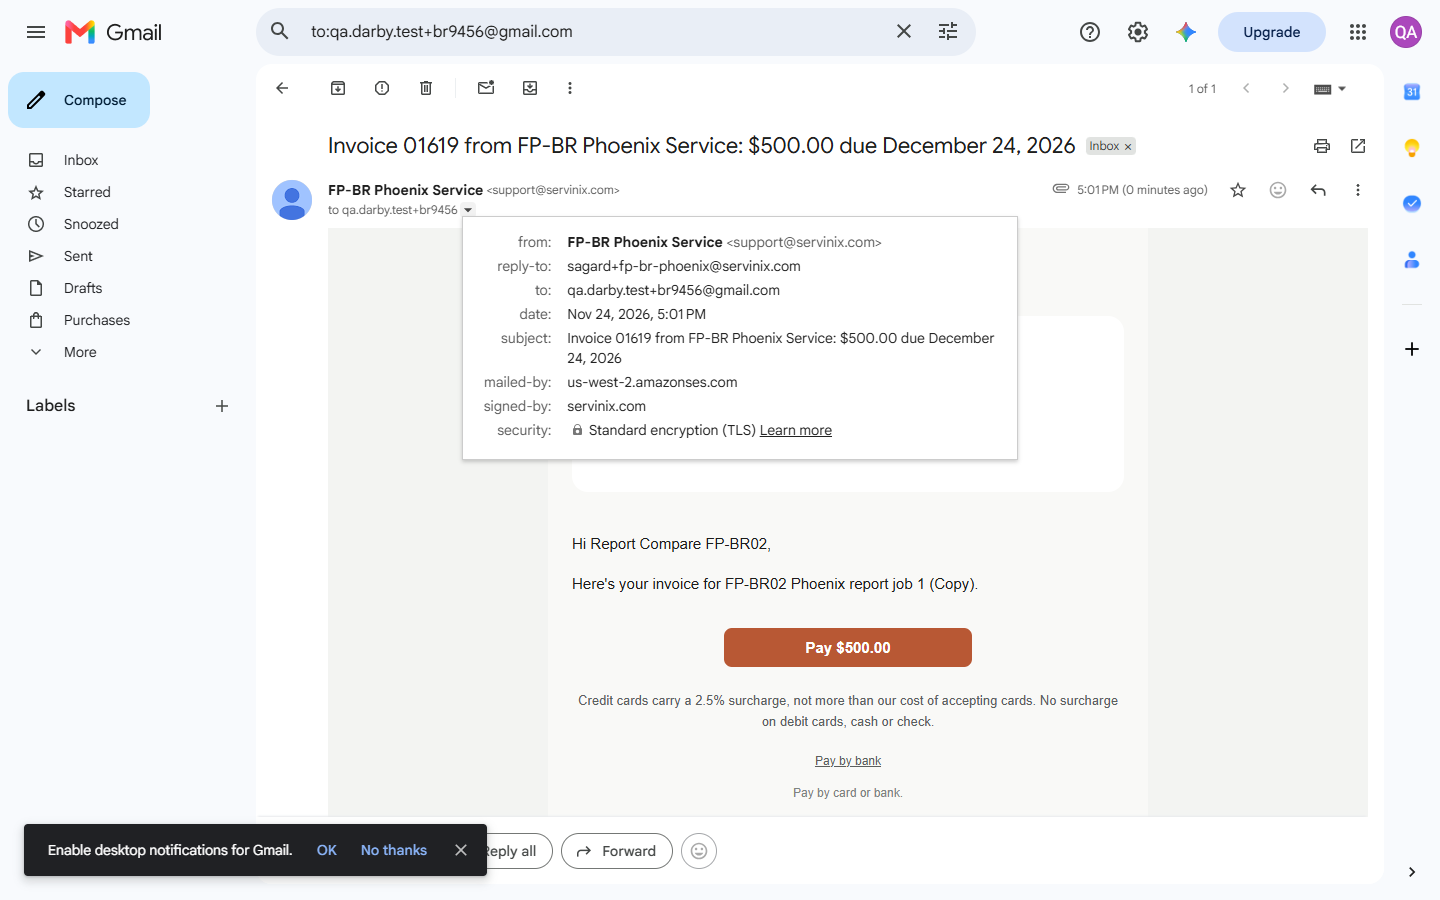 Gmail
to:qa.darby.test+br9456@gmail.com
Upgrade
QA
Compose
1 of 1
31
Inbox
Starred
Snoozed
Sent
Drafts
Purchases
More
Labels
Invoice 01619 from FP-BR Phoenix Service: $500.00 due December 24, 2026
Inbox ×
FP-BR Phoenix Service <support@servinix.com>
5:01 PM (0 minutes ago)
to qa.darby.test+br9456
from: FP-BR Phoenix Service <support@servinix.com>
reply-to: sagard+fp-br-phoenix@servinix.com
to: qa.darby.test+br9456@gmail.com
date: Nov 24, 2026, 5:01 PM
subject: Invoice 01619 from FP-BR Phoenix Service: $500.00 due December
24, 2026
mailed-by: us-west-2.amazonses.com
signed-by: servinix.com
security: Standard encryption (TLS) Learn more
Hi Report Compare FP-BR02,
Here's your invoice for FP-BR02 Phoenix report job 1 (Copy).
Pay $500.00
Credit cards carry a 2.5% surcharge, not more than our cost of accepting cards. No surcharge
on debit cards, cash or check.
Pay by bank
Pay by card or bank.
Enable desktop notifications for Gmail. OK No thanks
Reply all
Forward